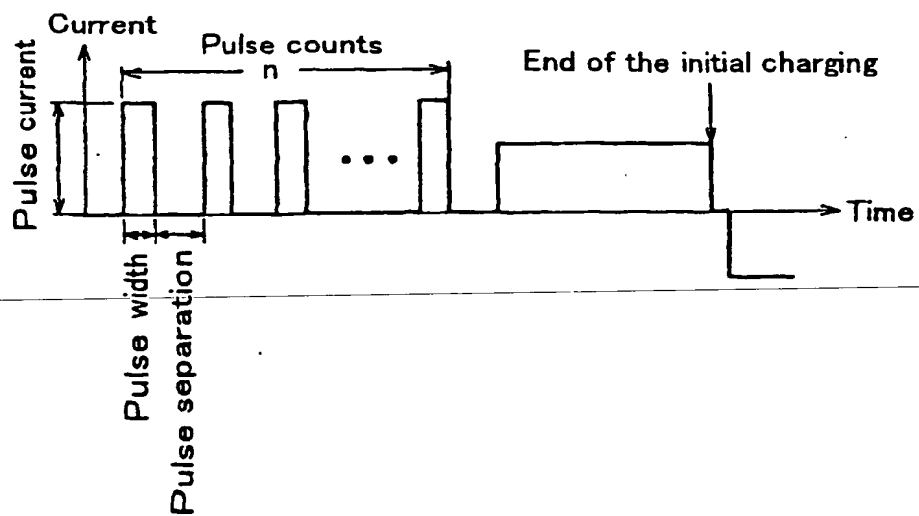 Current
Pulse counts
n
End of the initial charging
Pulse current
Time
Pulse width
Pulse separation